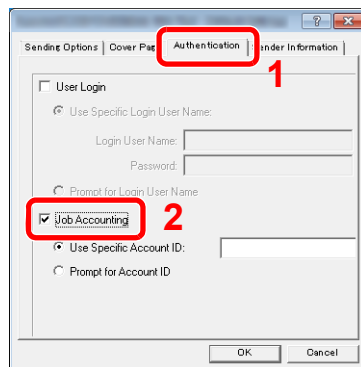 Sending Options Cover Pag Authentication ender Information
1
User Login
Use Specific Login User Name:
Login User Name:
Password:
Prompt for Login User Name
Job Accounting
2
Use Specific Account ID:
Prompt for Account ID
OK Cancel